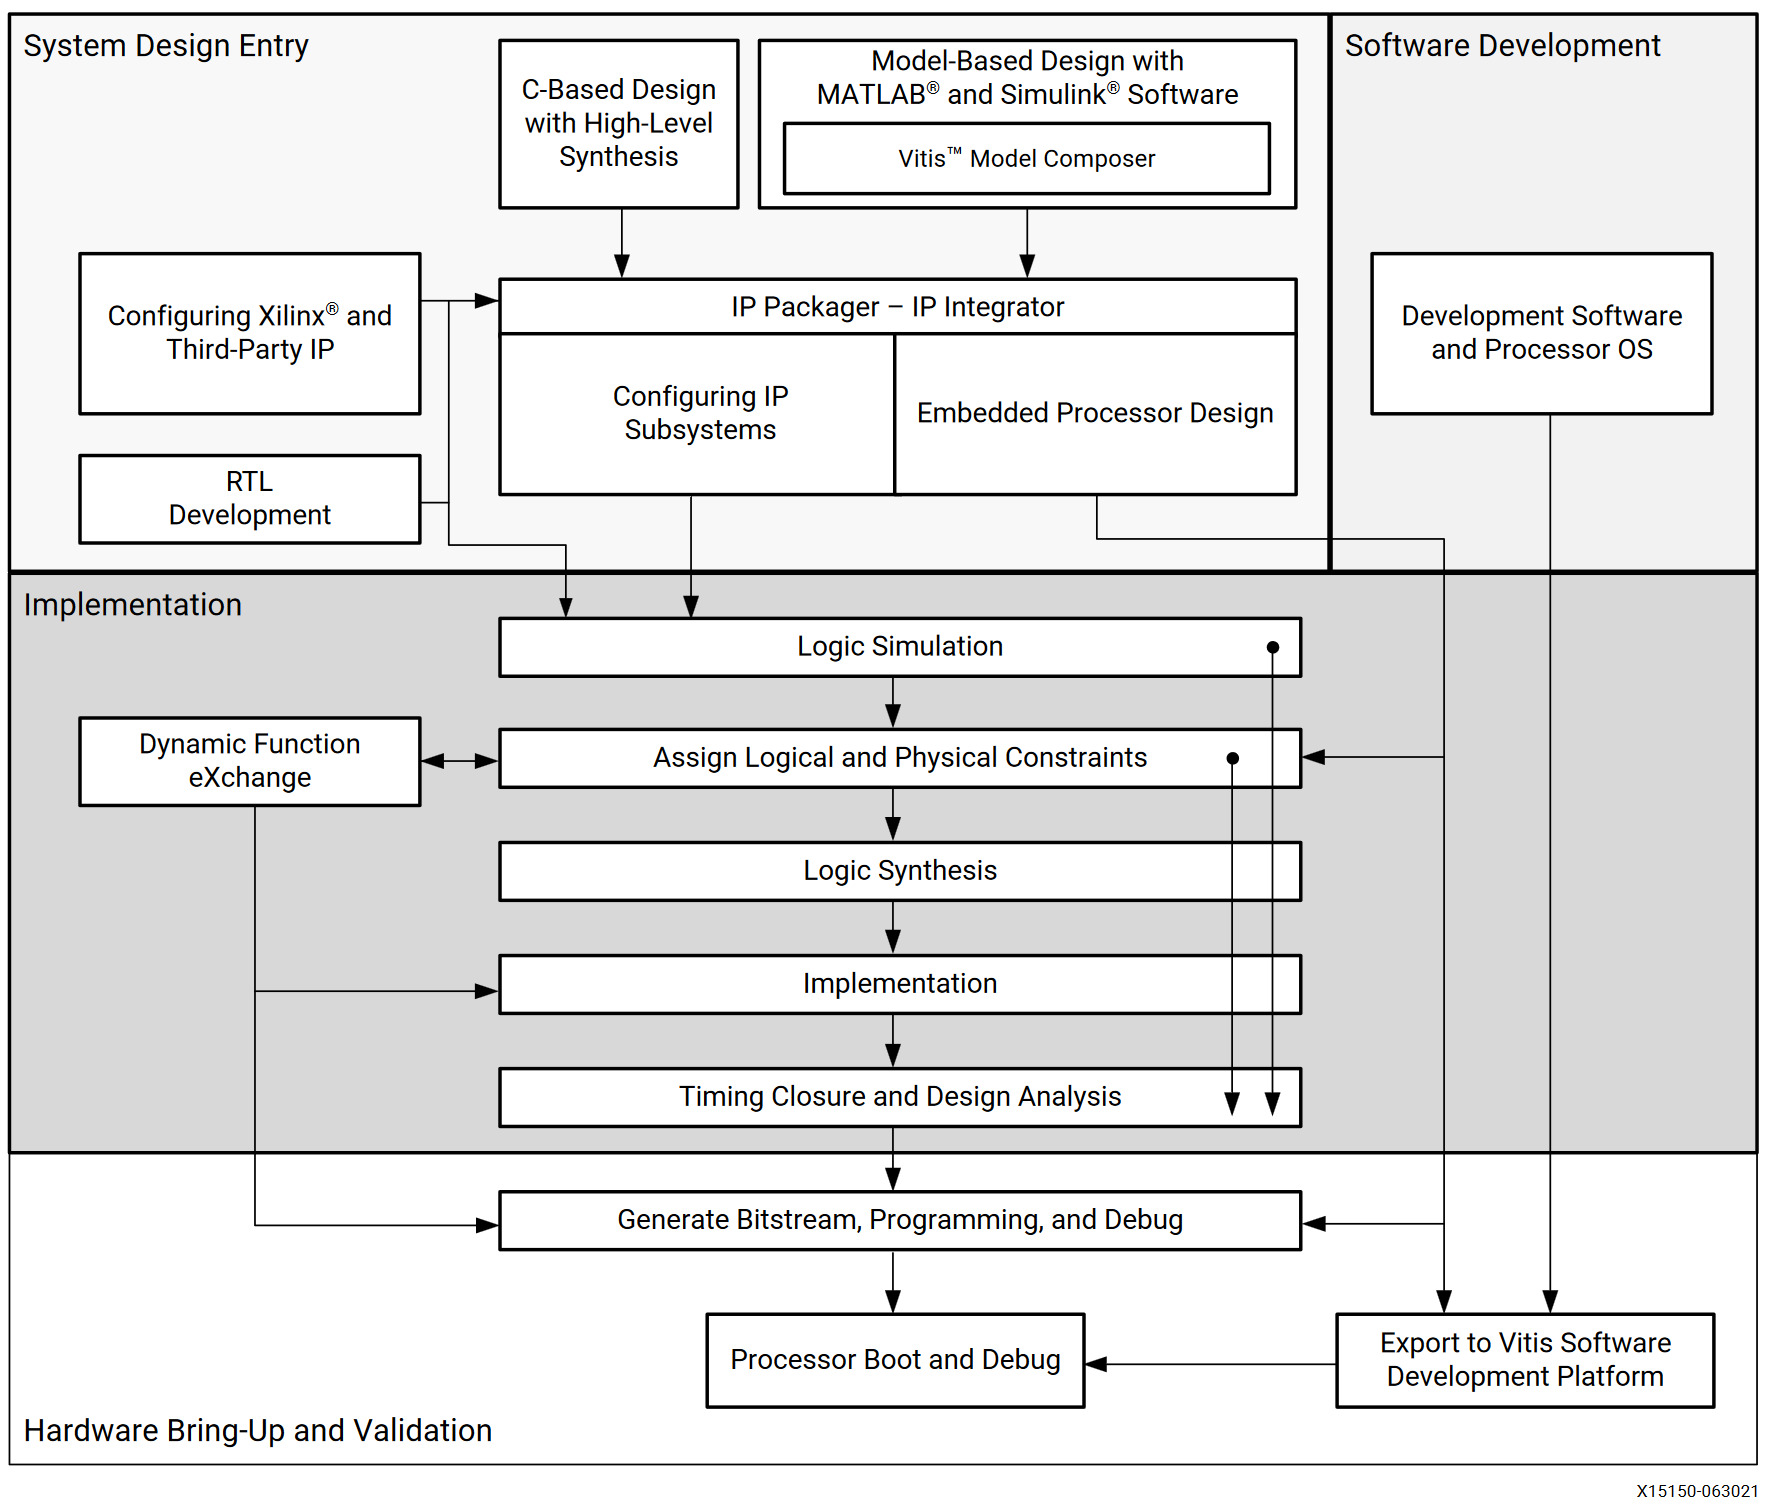 System Design Entry
Software Development
C-Based Design
with High-Level
Synthesis
Model-Based Design with
MATLAB® and Simulink® Software
Vitis™ Model Composer
Configuring Xilinx® and
Third-Party IP
IP Packager – IP Integrator
Development Software
and Processor OS
Configuring IP
Subsystems
Embedded Processor Design
RTL
Development
Implementation
Logic Simulation
Dynamic Function
eXchange
Assign Logical and Physical Constraints
Logic Synthesis
Implementation
Timing Closure and Design Analysis
Generate Bitstream, Programming, and Debug
Processor Boot and Debug
Export to Vitis Software
Development Platform
Hardware Bring-Up and Validation
X15150-063021